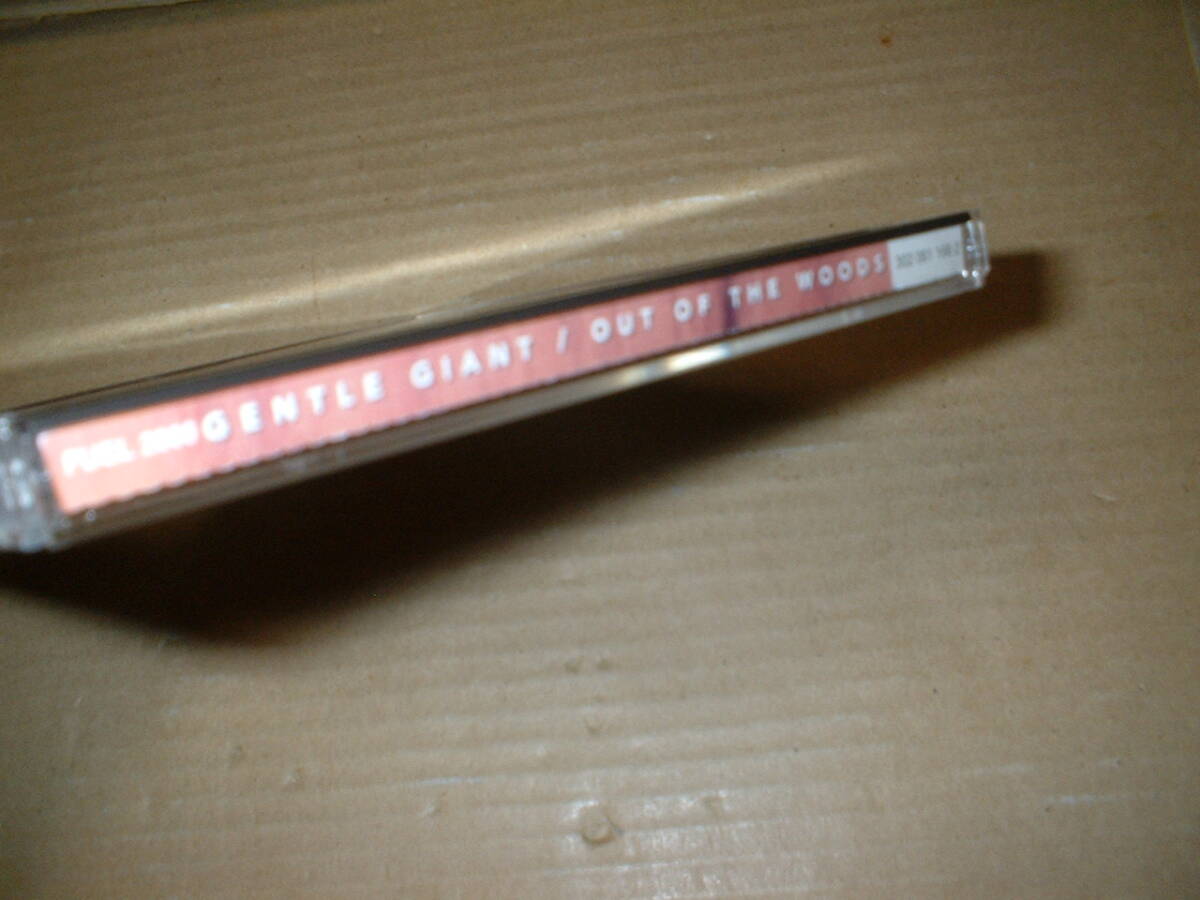 FUEL 2000 GENTLE GIANT / OUT OF THE WOODS